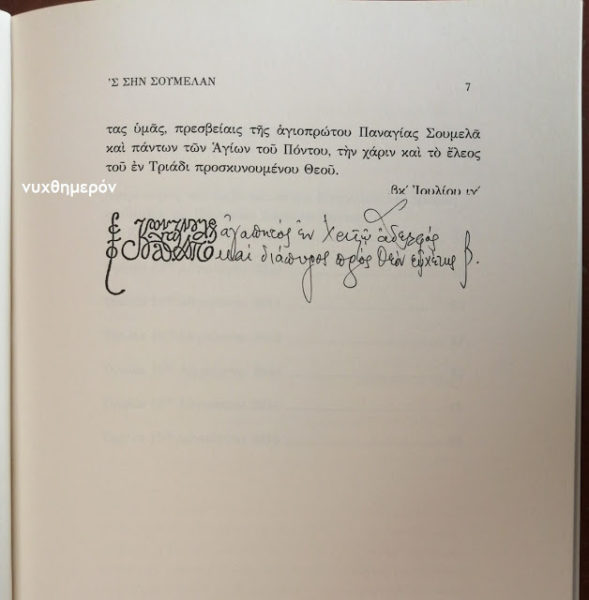 'Σ ΣΗΝ ΣΟΥΜΕΛΑΝ 7
τας ὑμᾶς, πρεσβείαις τῆς ἁγιοπρώτου Παναγίας Σουμελᾶ
καὶ πάντων τῶν Ἁγίων τοῦ Πόντου, τὴν χάριν καὶ τὸ ἔλεος
τοῦ ἐν Τριάδι προσκυνουμένου Θεοῦ.
νυχθημερόν
͵βκʹ Ἰουλίου ιγʹ
ἀγαπητὸς ἐν Χριστῷ ἀδελφὸς
καὶ διάπυρος πρὸς Θεὸν εὐχέτης